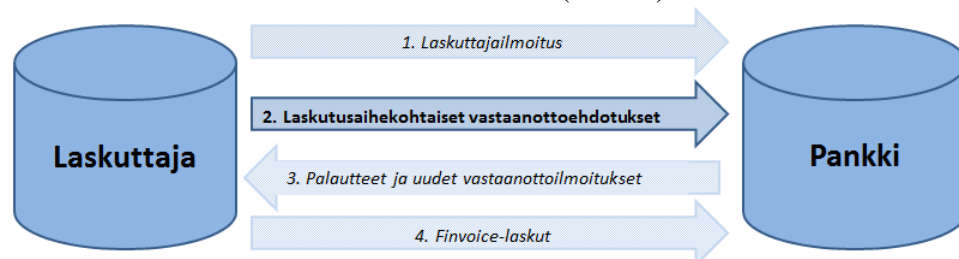 1. Laskuttajailmoitus
2. Laskutusaihekohtaiset vastaanottoehdotukset
Laskuttaja
Pankki
3. Palautteet ja uudet vastaanottoilmoitukset
4. Finvoice-laskut